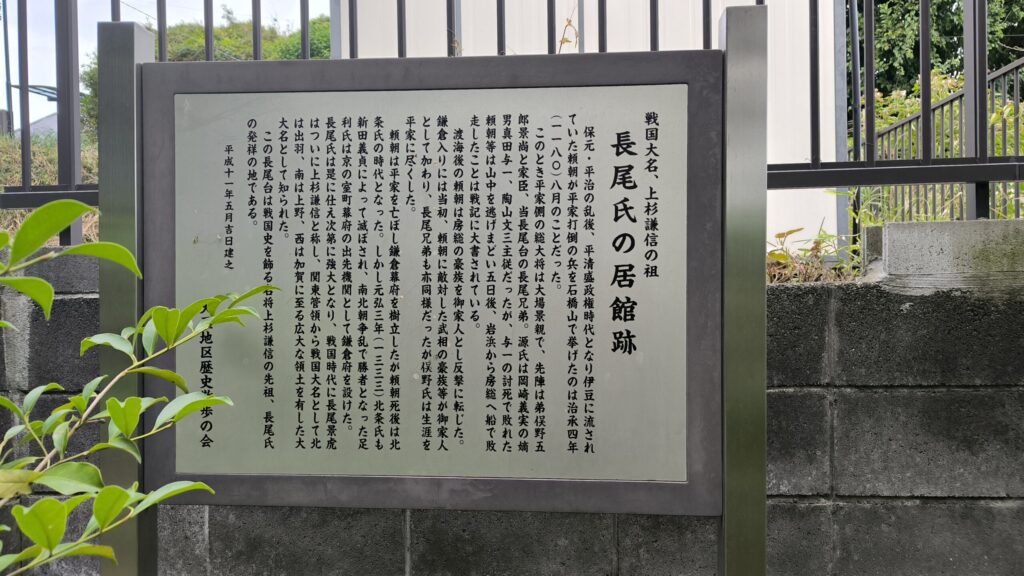 戦国大名、上杉謙信の祖
長尾氏の居館跡
保元・平治の乱後、平清盛政権時代となり伊豆に流され
ていた頼朝が平家打倒の兵を石橋山で挙げたのは治承四年
(一一八〇)八月のことだった。
このとき平家側の総大将は大場景親で、先陣は弟俣野五
郎景尚と家臣、当長尾台の長尾兄弟。源氏は岡崎義実の嫡
男真田与一、陶山文三主従だったが、与一の討死で敗れた
頼朝等は山中を逃げまどい五日後、岩浜から房総へ船で敗
走したことは戦記に大書されている。
渡海後の頼朝は房総の豪族を御家人とし反撃に転じた。
鎌倉入りには当初、頼朝に敵対した武相の豪族等が御家人
として加わり、長尾兄弟も亦同様だったが俣野氏は生涯を
平家に尽くした。
頼朝は平家を亡ぼし鎌倉幕府を樹立したが頼朝死後は北
条氏の時代となった。しかし元弘三年(一三三三)北条氏も
新田義貞によって滅ぼされ、南北朝争乱で勝者となった足
利氏は京の室町幕府の出先機関として鎌倉府を設けた。
長尾氏は是に仕え次第に強大となり、戦国時代に長尾景虎
はついに上杉謙信と称し、関東管領から戦国大名として北
は出羽、南は上野、西は加賀に至る広大な領土を有した大
大名として知られた。
この長尾台は戦国史を飾る名将上杉謙信の先祖、長尾氏
の発祥の地である。
平成十一年五月吉日建之
地区歴史散歩の会